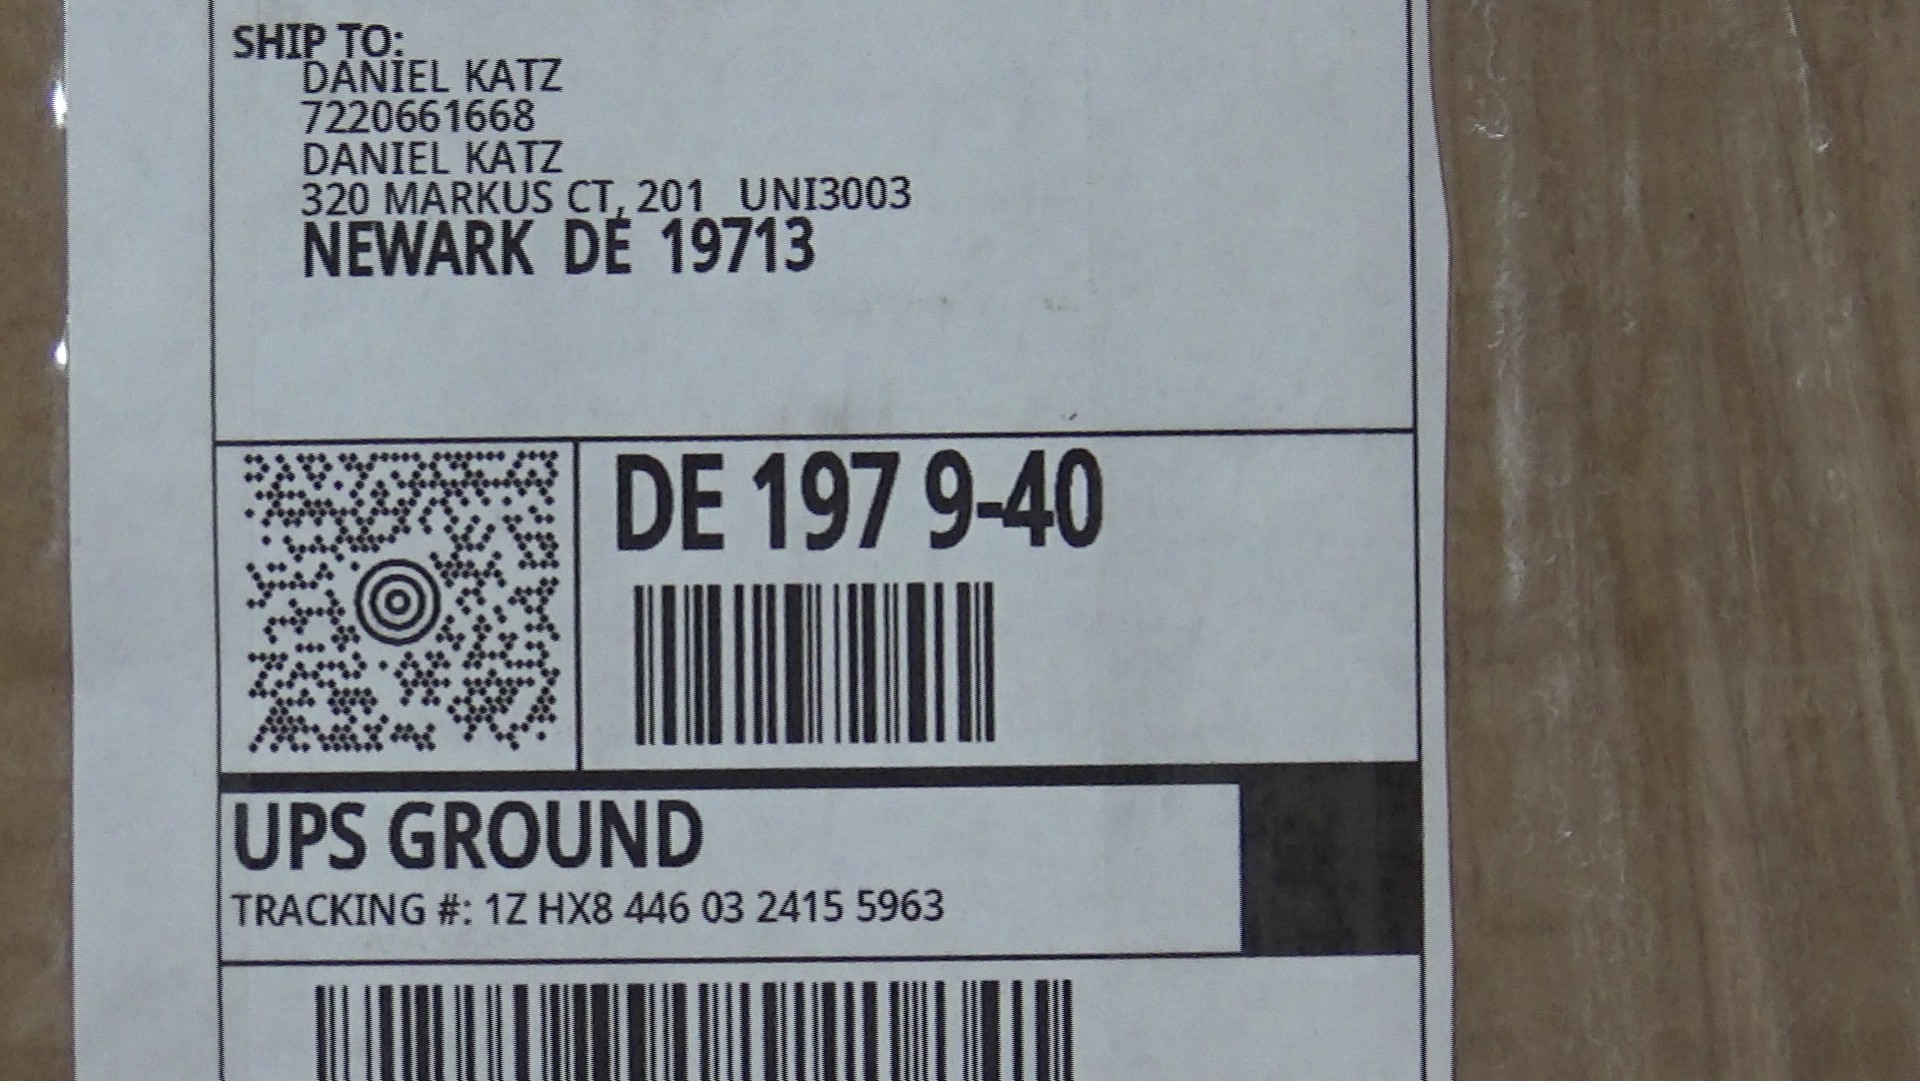 SHIP TO:
DANIEL KATZ
7220661668
DANIEL KATZ
320 MARKUS CT, 201 UNI3003
NEWARK DE 19713
DE 197 9-40
UPS GROUND
TRACKING #: 1Z HX8 446 03 2415 5963